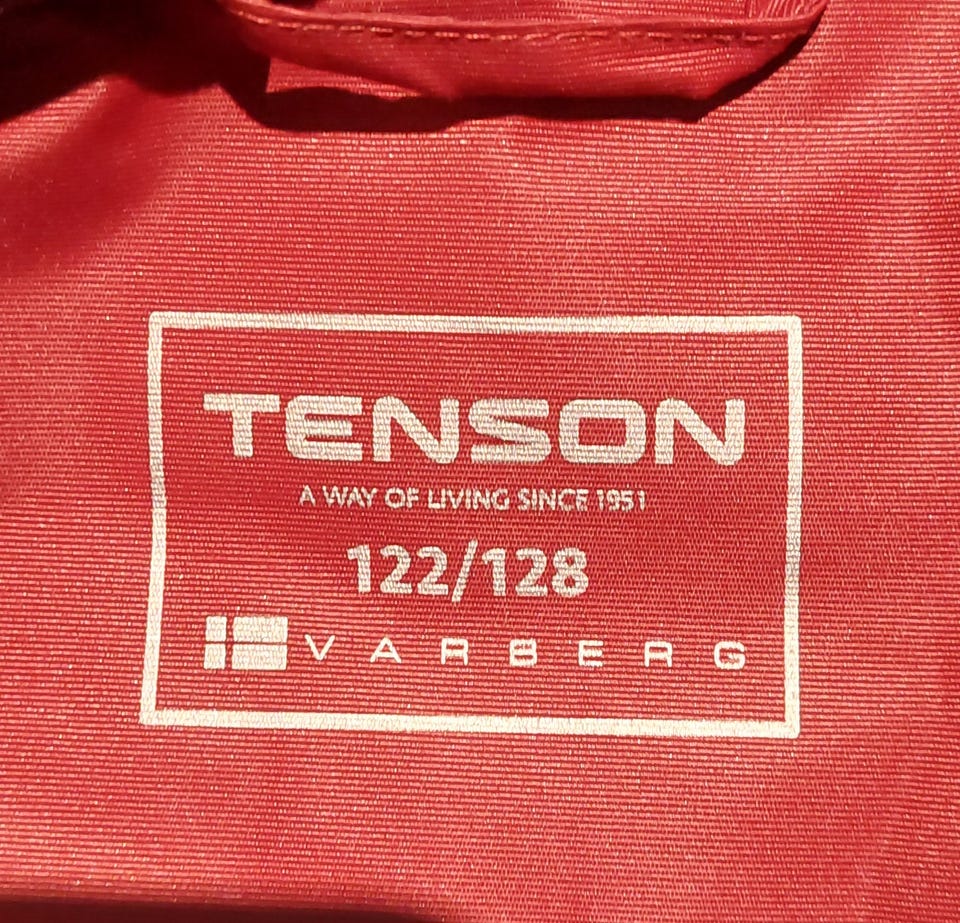 TENSON
A WAY OF LIVING SINCE 1951
122/128
VARBERG